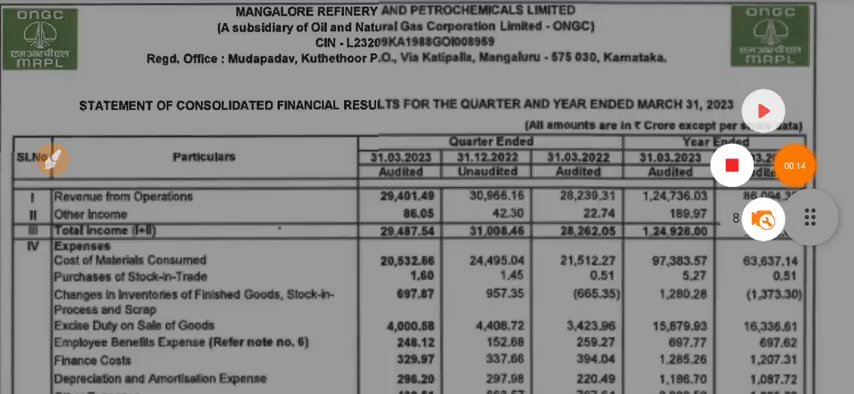 ONGC
एमआरपीएल
MRPL
MANGALORE REFINERY AND PETROCHEMICALS LIMITED
(A subsidiary of Oil and Natural Gas Corporation Limited - ONGC)
CIN - L23209KA1988GOI008959
Regd. Office : Mudapadav, Kuthethoor P.O., Via Katipalla, Mangaluru - 575 030, Karnataka.
ONGC
एमआरपीएल
MRPL
STATEMENT OF CONSOLIDATED FINANCIAL RESULTS FOR THE QUARTER AND YEAR ENDED MARCH 31, 2023
(All amounts are in ₹ Crore except per share data)
Quarter Ended Year Ended
Sl.No Particulars 31.03.2023 31.12.2022 31.03.2022 31.03.2023
Audited Unaudited Audited Audited
00:14
I Revenue from Operations 29,401.49 30,966.16 28,239.31 1,24,736.03
II Other Income 86.05 42.30 22.74 189.97 8
III Total Income (I+II) 29,487.54 31,008.46 28,262.05 1,24,926.00
IV Expenses
Cost of Materials Consumed 20,532.66 24,495.04 21,512.27 97,383.57 63,637.14
Purchases of Stock-in-Trade 1.60 1.45 0.51 5.27 0.51
Changes in Inventories of Finished Goods, Stock-in- 697.87 957.35 (665.35) 1,280.28 (1,373.30)
Process and Scrap
Excise Duty on Sale of Goods 4,000.58 4,408.72 3,423.96 15,879.93 16,336.61
Employee Benefits Expense (Refer note no. 6) 248.12 152.68 259.27 697.77 697.62
Finance Costs 329.97 337.66 394.04 1,285.26 1,207.31
Depreciation and Amortisation Expense 296.20 297.98 220.49 1,186.70 1,087.72